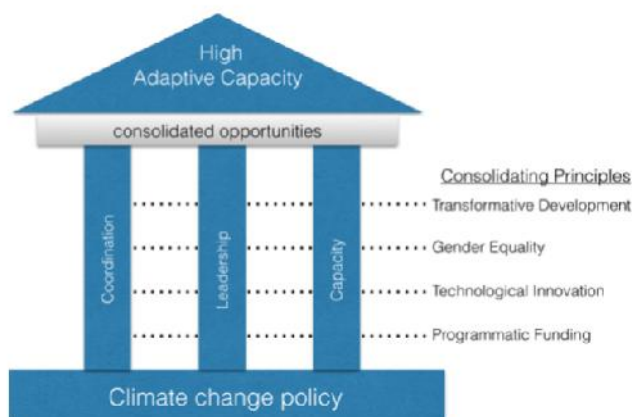 High
Adaptive Capacity
consolidated opportunities
Coordination
Leadership
Capacity
Consolidating Principles
Transformative Development
Gender Equality
Technological Innovation
Programmatic Funding
Climate change policy